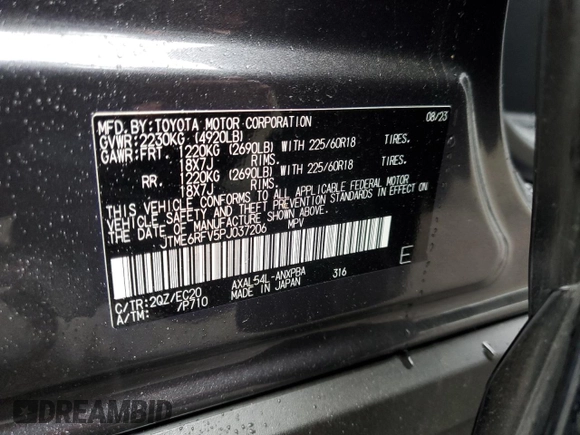 MFD.BY:TOYOTA MOTOR CORPORATION 08/23
GVWR:2230KG (4920LB)
GAWR:FRT. 1220KG (2690LB) WITH 225/60R18 TIRES.
18X7J RIMS.
RR. 1220KG (2690LB) WITH 225/60R18 TIRES.
18X7J RIMS.
THIS VEHICLE CONFORMS TO ALL APPLICABLE FEDERAL MOTOR
VEHICLE SAFETY AND THEFT PREVENTION STANDARDS IN EFFECT ON
THE DATE OF MANUFACTURE SHOWN ABOVE.
JTME6RFV5PJ037206 MPV
E
C/TR:2QZ/EC20 AXAL54L-ANXPBA 316
A/TM: /P710 MADE IN JAPAN
DREAMBID